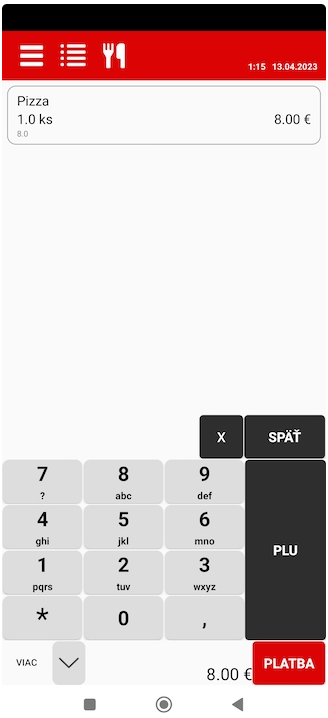 1:15 13.04.2023
Pizza
1.0 ks 8.00 €
8.0
X SPÄŤ
7 8 9
? abc def
4 5 6
ghi jkl mno
PLU
1 2 3
pqrs tuv wxyz
* 0 ,
VIAC 8.00 € PLATBA